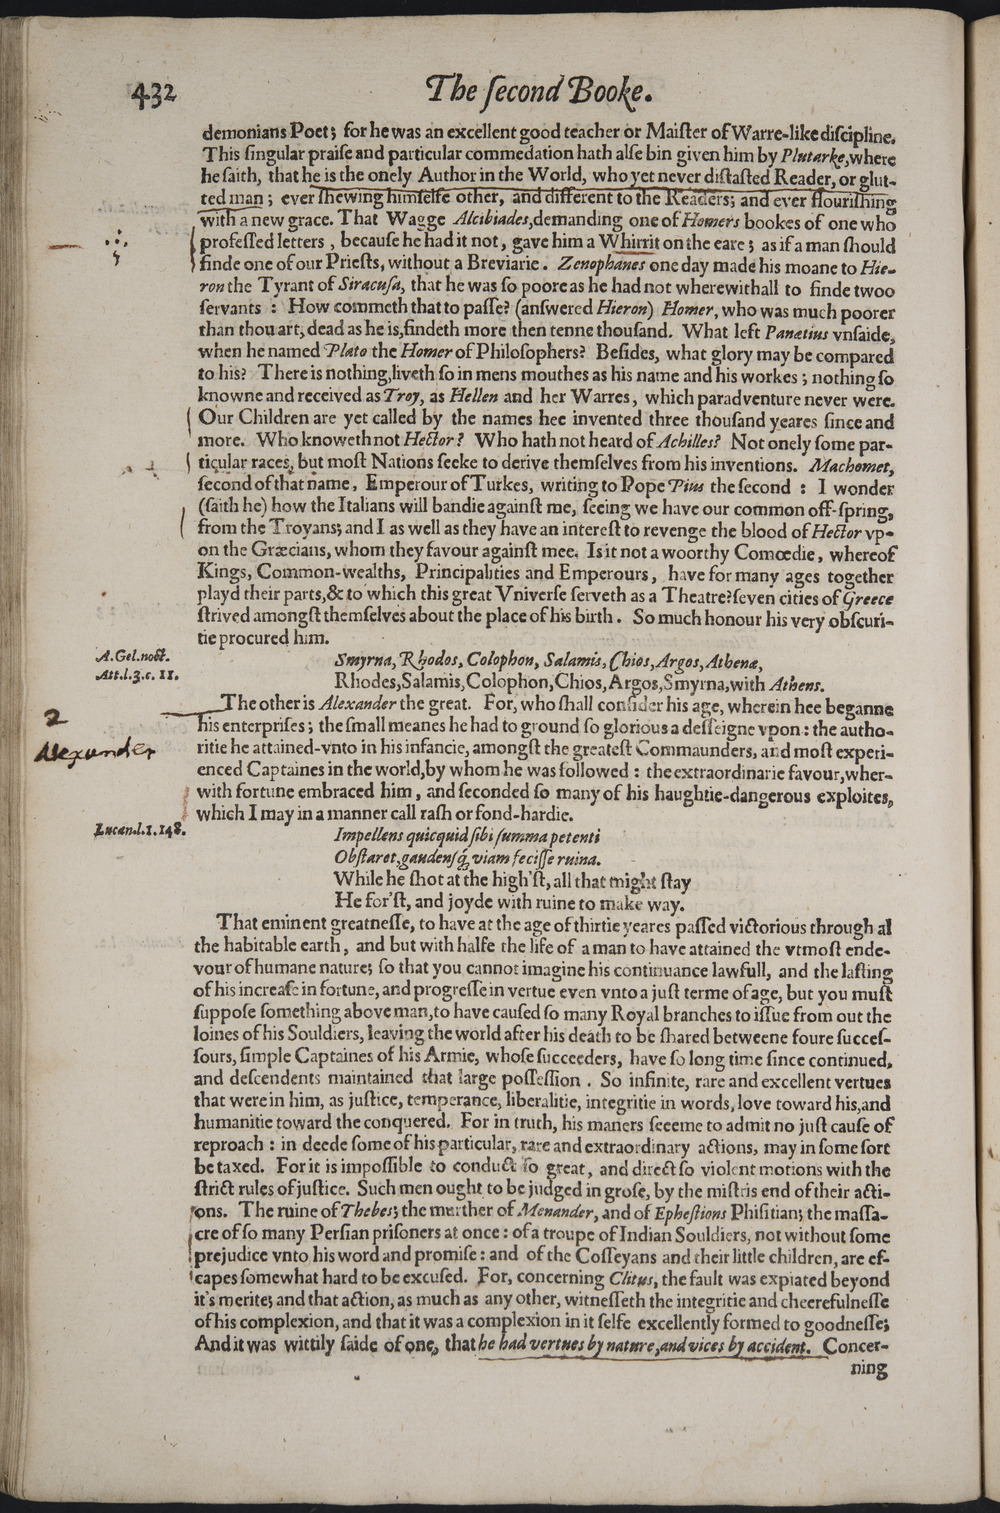 432
The ſecond Booke.
demonians Poet; for he was an excellent good teacher or Maiſter of Warre-like diſcipline.
This ſingular praiſe and particular commedation hath alſe bin given him by Plutarke, where
he ſaith, that he is the onely Author in the World, who yet never diſtaſted Reader, or glut-
ted man; ever ſhewing himſelfe other, and different to the Readers; and ever flouriſhing
with a new grace. That Wagge Alcibiades, demanding one of Homers bookes of one who
profeſſed letters, becauſe he had it not, gave him a Whirrit on the eare; as if a man ſhould
finde one of our Prieſts, without a Breviarie. Zenophanes one day made his moane to Hie-
ron the Tyrant of Siracuſa, that he was ſo poore as he had not wherewithall to finde twoo
ſervants : How commeth that to paſſe? (anſwered Hieron) Homer, who was much poorer
than thou art, dead as he is, findeth more then tenne thouſand. What left Panætius vnſaide,
when he named Plato the Homer of Philoſophers? Beſides, what glory may be compared
to his? There is nothing, liveth ſo in mens mouthes as his name and his workes; nothing ſo
knowne and received as Troy, as Hellen and her Warres, which paradventure never were.
Our Children are yet called by the names hee invented three thouſand yeares ſince and
more. Who knoweth not Hector? Who hath not heard of Achilles? Not onely ſome par-
ticular races, but moſt Nations ſeeke to derive themſelves from his inventions. Machomet,
ſecond of that name, Emperour of Turkes, writing to Pope Pius the ſecond : I wonder
(ſaith he) how the Italians will bandie againſt me, ſeeing we have our common off-ſpring,
from the Troyans; and I as well as they have an intereſt to revenge the blood of Hector vp-
on the Græcians, whom they favour againſt mee. Is it not a woorthy Comœdie, whereof
Kings, Common-wealths, Principalities and Emperours, have for many ages together
playd their parts, & to which this great Vniverſe ſerveth as a Theatre? ſeven cities of Greece
ſtrived amongſt themſelves about the place of his birth. So much honour his very obſcuri-
tie procured him.
A. Gel. noct.
Att. l. 3. c. 11.
Smyrna, Rhodos, Colophon, Salamis, Chios, Argos, Athenæ,
Rhodes, Salamis, Colophon, Chios, Argos, Smyrna, with Athens.
2
Alexander
The other is Alexander the great. For, who ſhall conſider his age, wherein hee beganne
his enterpriſes; the ſmall meanes he had to ground ſo glorious a deſſeigne vpon: the autho-
ritie he attained-vnto in his infancie, amongſt the greateſt Commaunders, and moſt experi-
enced Captaines in the world, by whom he was followed : the extraordinarie favour, wher-
with fortune embraced him, and ſeconded ſo many of his haughtie-dangerous exploites,
which I may in a manner call raſh or fond-hardie.
Lucan. l. 1. 148.
Impellens quicquid ſibi ſumma petenti
Obſtaret, gaudenſq́, viam feciſſe ruina.
While he ſhot at the high'ſt, all that might ſtay
He for'ſt, and joyde with ruine to make way.
That eminent greatneſſe, to have at the age of thirtie yeares paſſed victorious through al
the habitable earth, and but with halfe the life of a man to have attained the vtmoſt ende-
vour of humane nature; ſo that you cannot imagine his continuance lawfull, and the laſting
of his increaſe in fortune, and progreſſe in vertue even vnto a juſt terme of age, but you muſt
ſuppoſe ſomething above man, to have cauſed ſo many Royal branches to iſſue from out the
loines of his Souldiers, leaving the world after his death to be ſhared betweene foure ſucceſ-
ſours, ſimple Captaines of his Armie, whoſe ſucceeders, have ſo long time ſince continued,
and deſcendents maintained that large poſſeſſion. So infinite, rare and excellent vertues
that were in him, as juſtice, temperance, liberalitie, integritie in words, love toward his, and
humanitie toward the conquered. For in truth, his maners ſeeme to admit no juſt cauſe of
reproach : in deede ſome of his particular, rare and extraordinary actions, may in ſome ſort
be taxed. For it is impoſſible to conduct ſo great, and direct ſo violent motions with the
ſtrict rules of juſtice. Such men ought to be judged in groſe, by the miſtris end of their acti-
ons. The ruine of Thebes; the murther of Menander, and of Epheſtions Phiſitian; the maſſa-
cre of ſo many Perſian priſoners at once: of a troupe of Indian Souldiers, not without ſome
prejudice vnto his word and promiſe: and of the Coſſeyans and their little children, are eſ-
capes ſomewhat hard to be excuſed. For, concerning Clitus, the fault was expiated beyond
it's merite; and that action, as much as any other, witneſſeth the integritie and cheerefulneſſe
of his complexion, and that it was a complexion in it ſelfe excellently formed to goodneſſe;
And it was wittily ſaide of one, that he had vertues by nature, and vices by accident. Concer-
ning